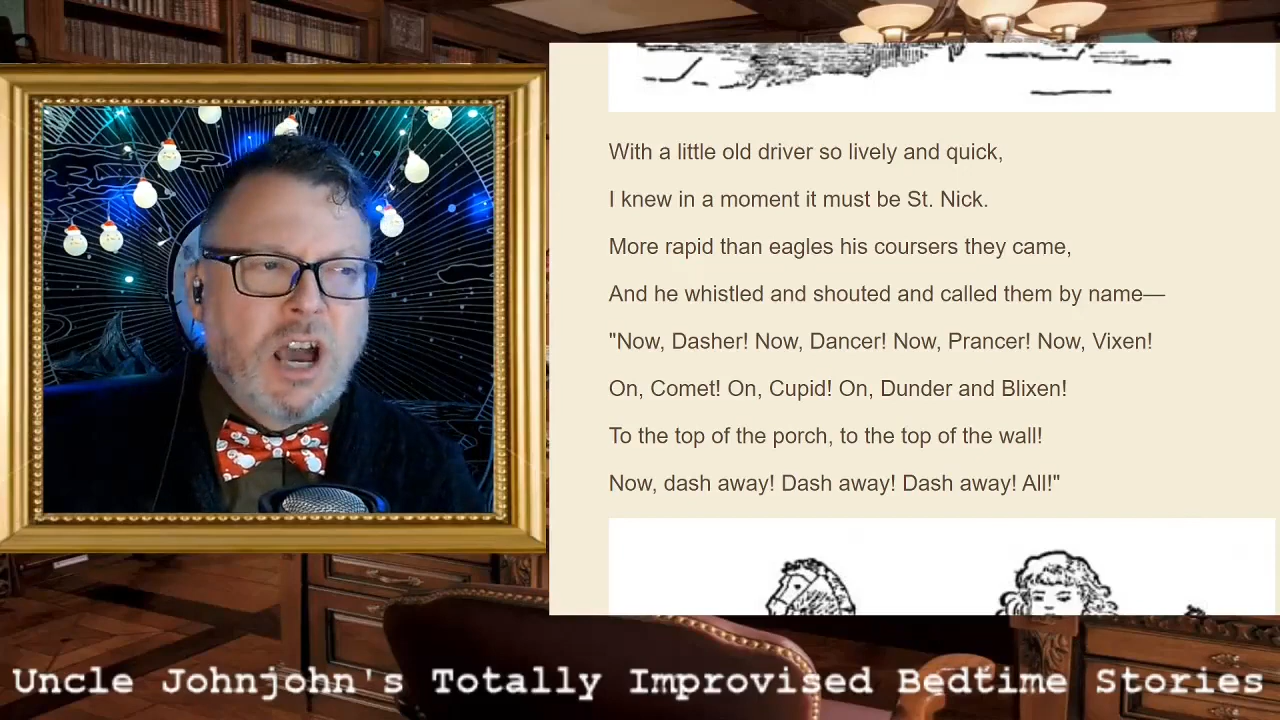 With a little old driver so lively and quick,
I knew in a moment it must be St. Nick.
More rapid than eagles his coursers they came,
And he whistled and shouted and called them by name—
"Now, Dasher! Now, Dancer! Now, Prancer! Now, Vixen!
On, Comet! On, Cupid! On, Dunder and Blixen!
To the top of the porch, to the top of the wall!
Now, dash away! Dash away! Dash away! All!"
Uncle Johnjohn's Totally Improvised Bedtime Stories